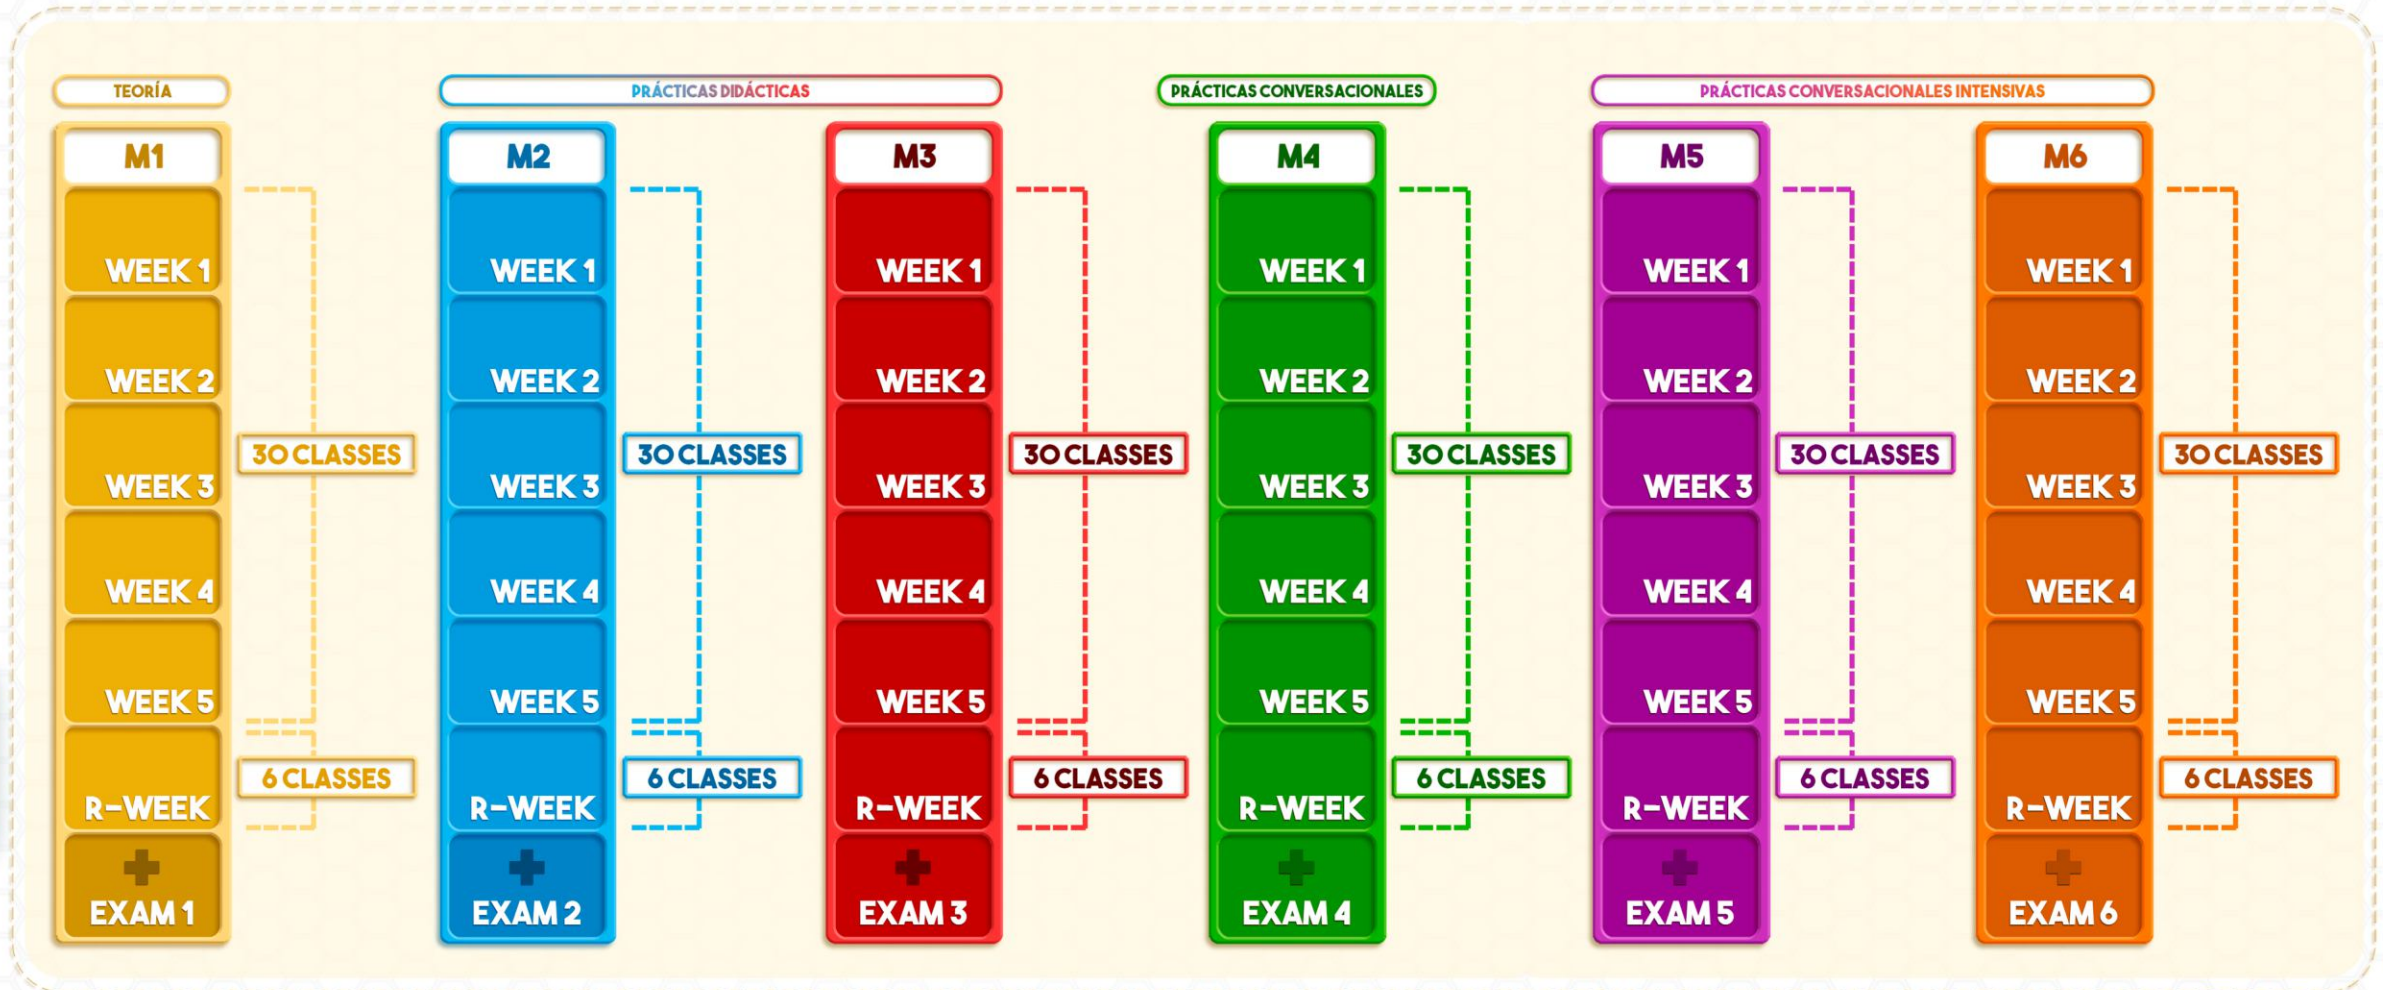 TEORÍA
PRÁCTICAS DIDÁCTICAS
PRÁCTICAS CONVERSACIONALES
PRÁCTICAS CONVERSACIONALES INTENSIVAS
M1
WEEK 1
WEEK 2
WEEK 3
WEEK 4
WEEK 5
R-WEEK
EXAM 1
30 CLASSES
6 CLASSES
M2
WEEK 1
WEEK 2
WEEK 3
WEEK 4
WEEK 5
R-WEEK
EXAM 2
30 CLASSES
6 CLASSES
M3
WEEK 1
WEEK 2
WEEK 3
WEEK 4
WEEK 5
R-WEEK
EXAM 3
30 CLASSES
6 CLASSES
M4
WEEK 1
WEEK 2
WEEK 3
WEEK 4
WEEK 5
R-WEEK
EXAM 4
30 CLASSES
6 CLASSES
M5
WEEK 1
WEEK 2
WEEK 3
WEEK 4
WEEK 5
R-WEEK
EXAM 5
30 CLASSES
6 CLASSES
M6
WEEK 1
WEEK 2
WEEK 3
WEEK 4
WEEK 5
R-WEEK
EXAM 6
30 CLASSES
6 CLASSES